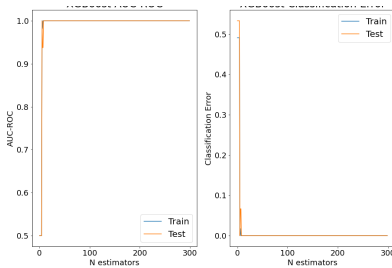 1.0
0.9
0.8
0.7
0.6
0.5
AUC-ROC
0
100
200
300
N estimators
Train
Test
0.5
0.4
0.3
0.2
0.1
0.0
Classification Error
0
100
200
300
N estimators
Train
Test